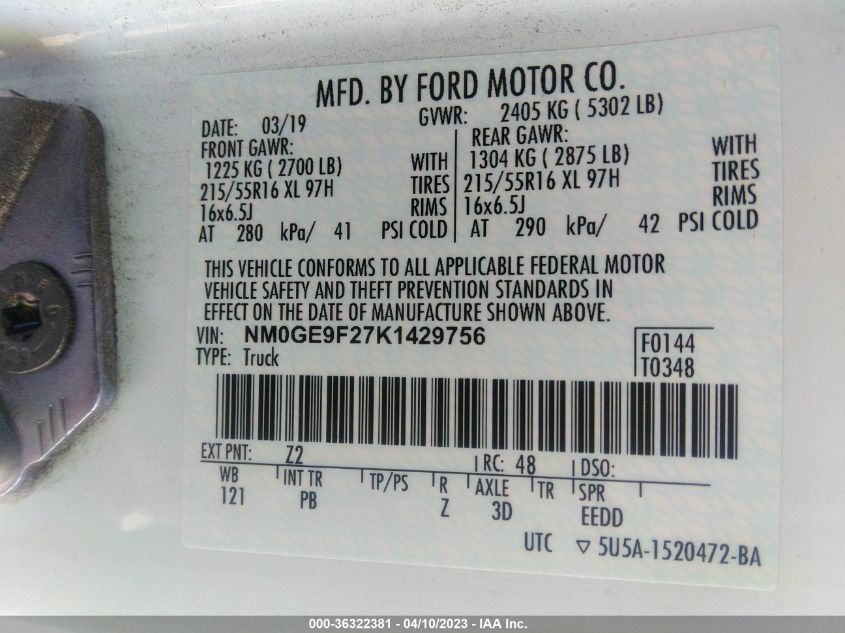 MFD. BY FORD MOTOR CO.
DATE: 03/19 GVWR: 2405 KG ( 5302 LB)
FRONT GAWR: REAR GAWR:
1225 KG ( 2700 LB) WITH 1304 KG ( 2875 LB) WITH
215/55R16 XL 97H TIRES 215/55R16 XL 97H TIRES
16x6.5J RIMS 16x6.5J RIMS
AT 280 kPa/ 41 PSI COLD AT 290 kPa/ 42 PSI COLD
THIS VEHICLE CONFORMS TO ALL APPLICABLE FEDERAL MOTOR
VEHICLE SAFETY AND THEFT PREVENTION STANDARDS IN
EFFECT ON THE DATE OF MANUFACTURE SHOWN ABOVE.
VIN: NM0GE9F27K1429756
TYPE: Truck
F0144
T0348
EXT PNT: Z2 RC: 48 DSO:
WB INT TR TP/PS R AXLE TR SPR
121 PB Z 3D EEDD
UTC ▽ 5U5A-1520472-BA
000-36322381 - 04/10/2023 - IAA Inc.